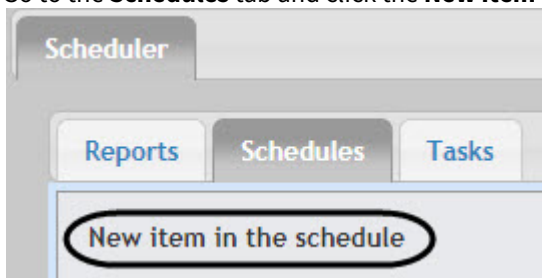 Go to the Schedules tab and click the New item
Scheduler
Reports Schedules Tasks
New item in the schedule